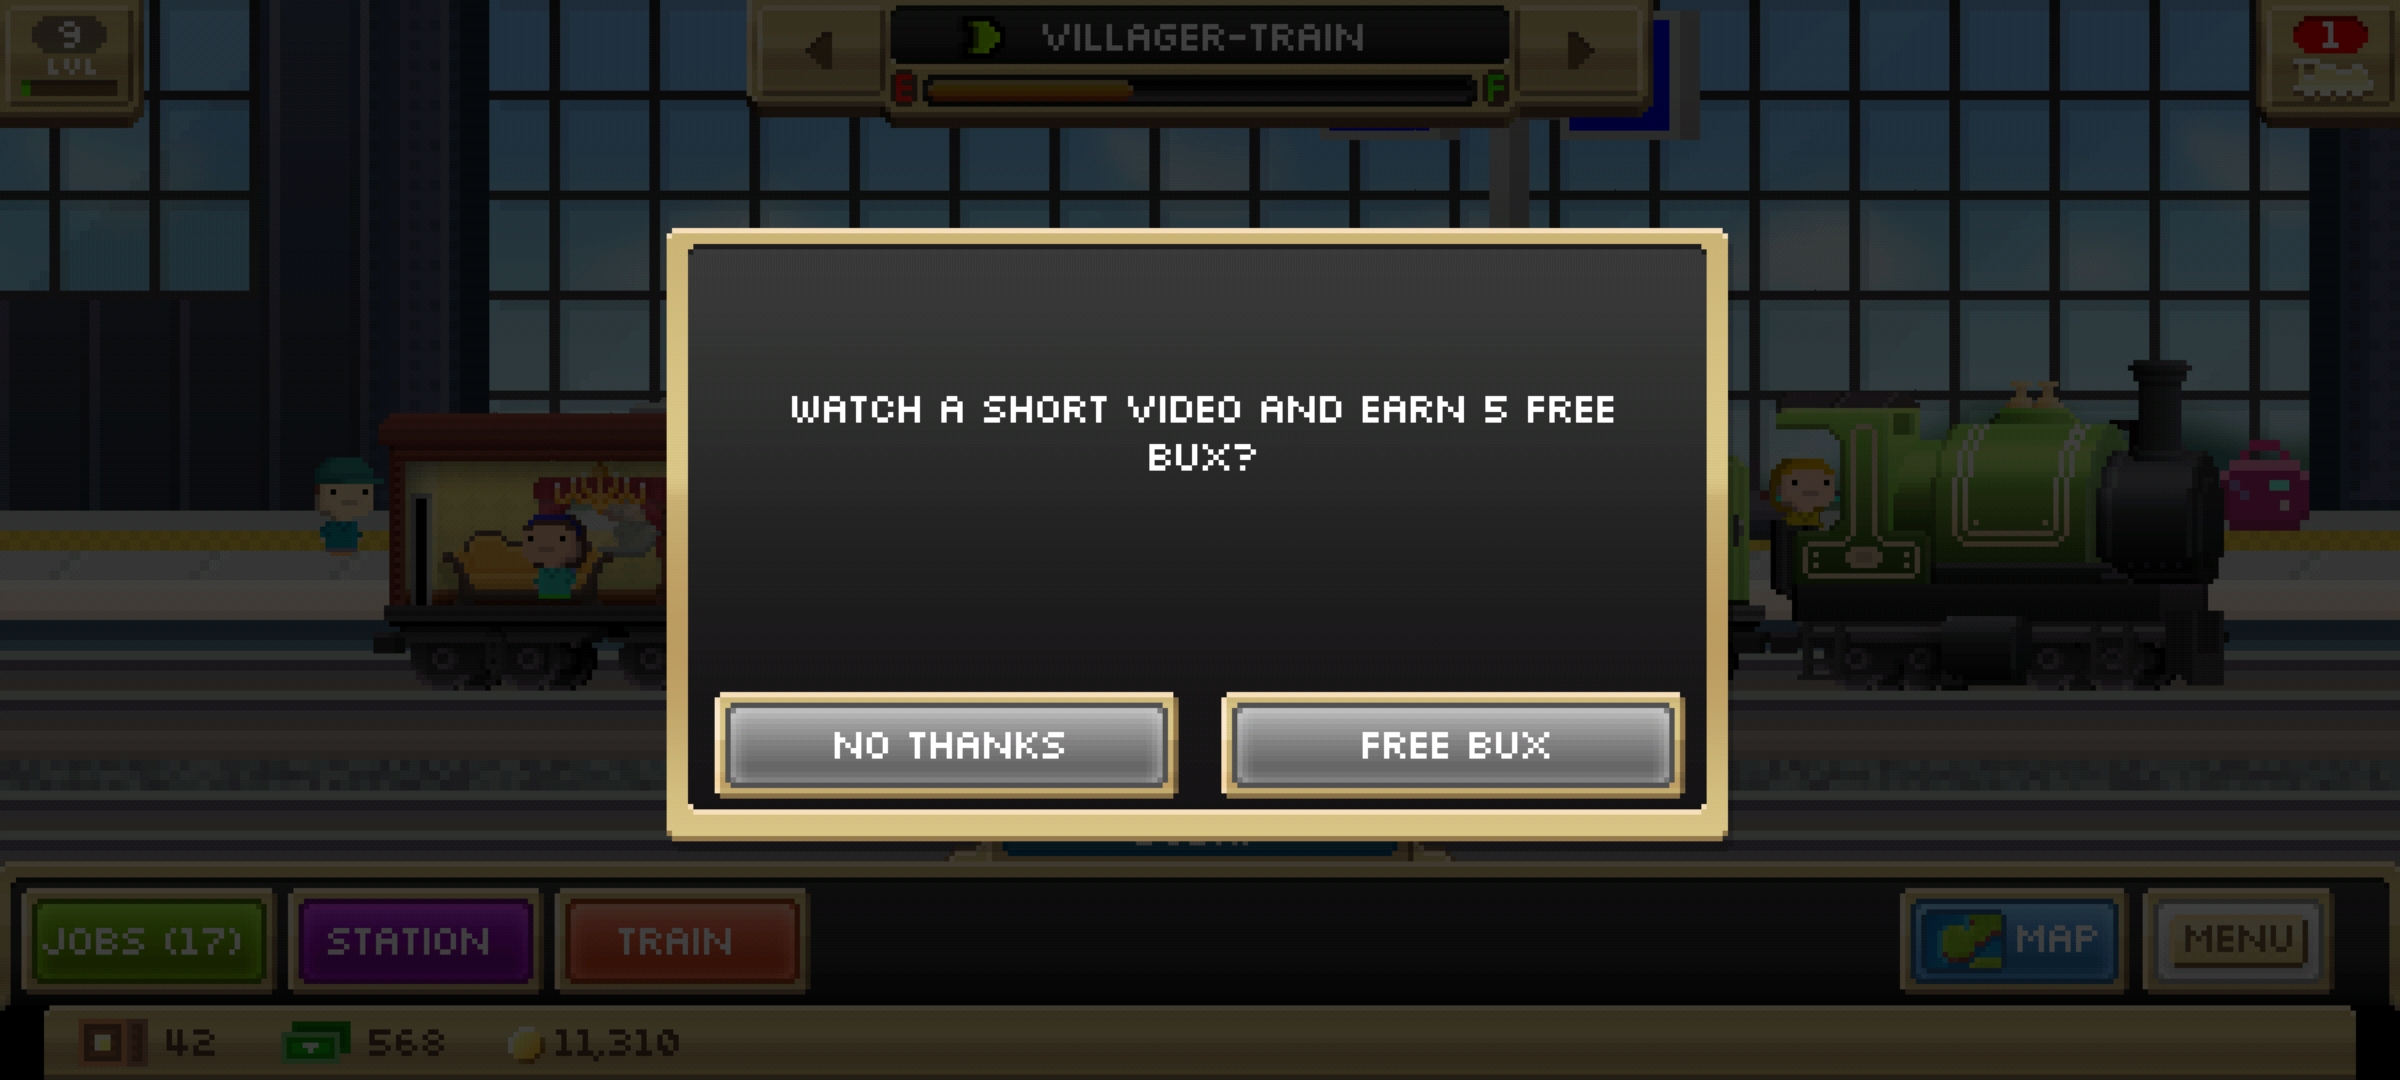 9
LVL
VILLAGER-TRAIN
E F
1
WATCH A SHORT VIDEO AND EARN 5 FREE
BUX?
NO THANKS
FREE BUX
JOBS (17)
STATION
TRAIN
MAP
MENU
42
568
11,310